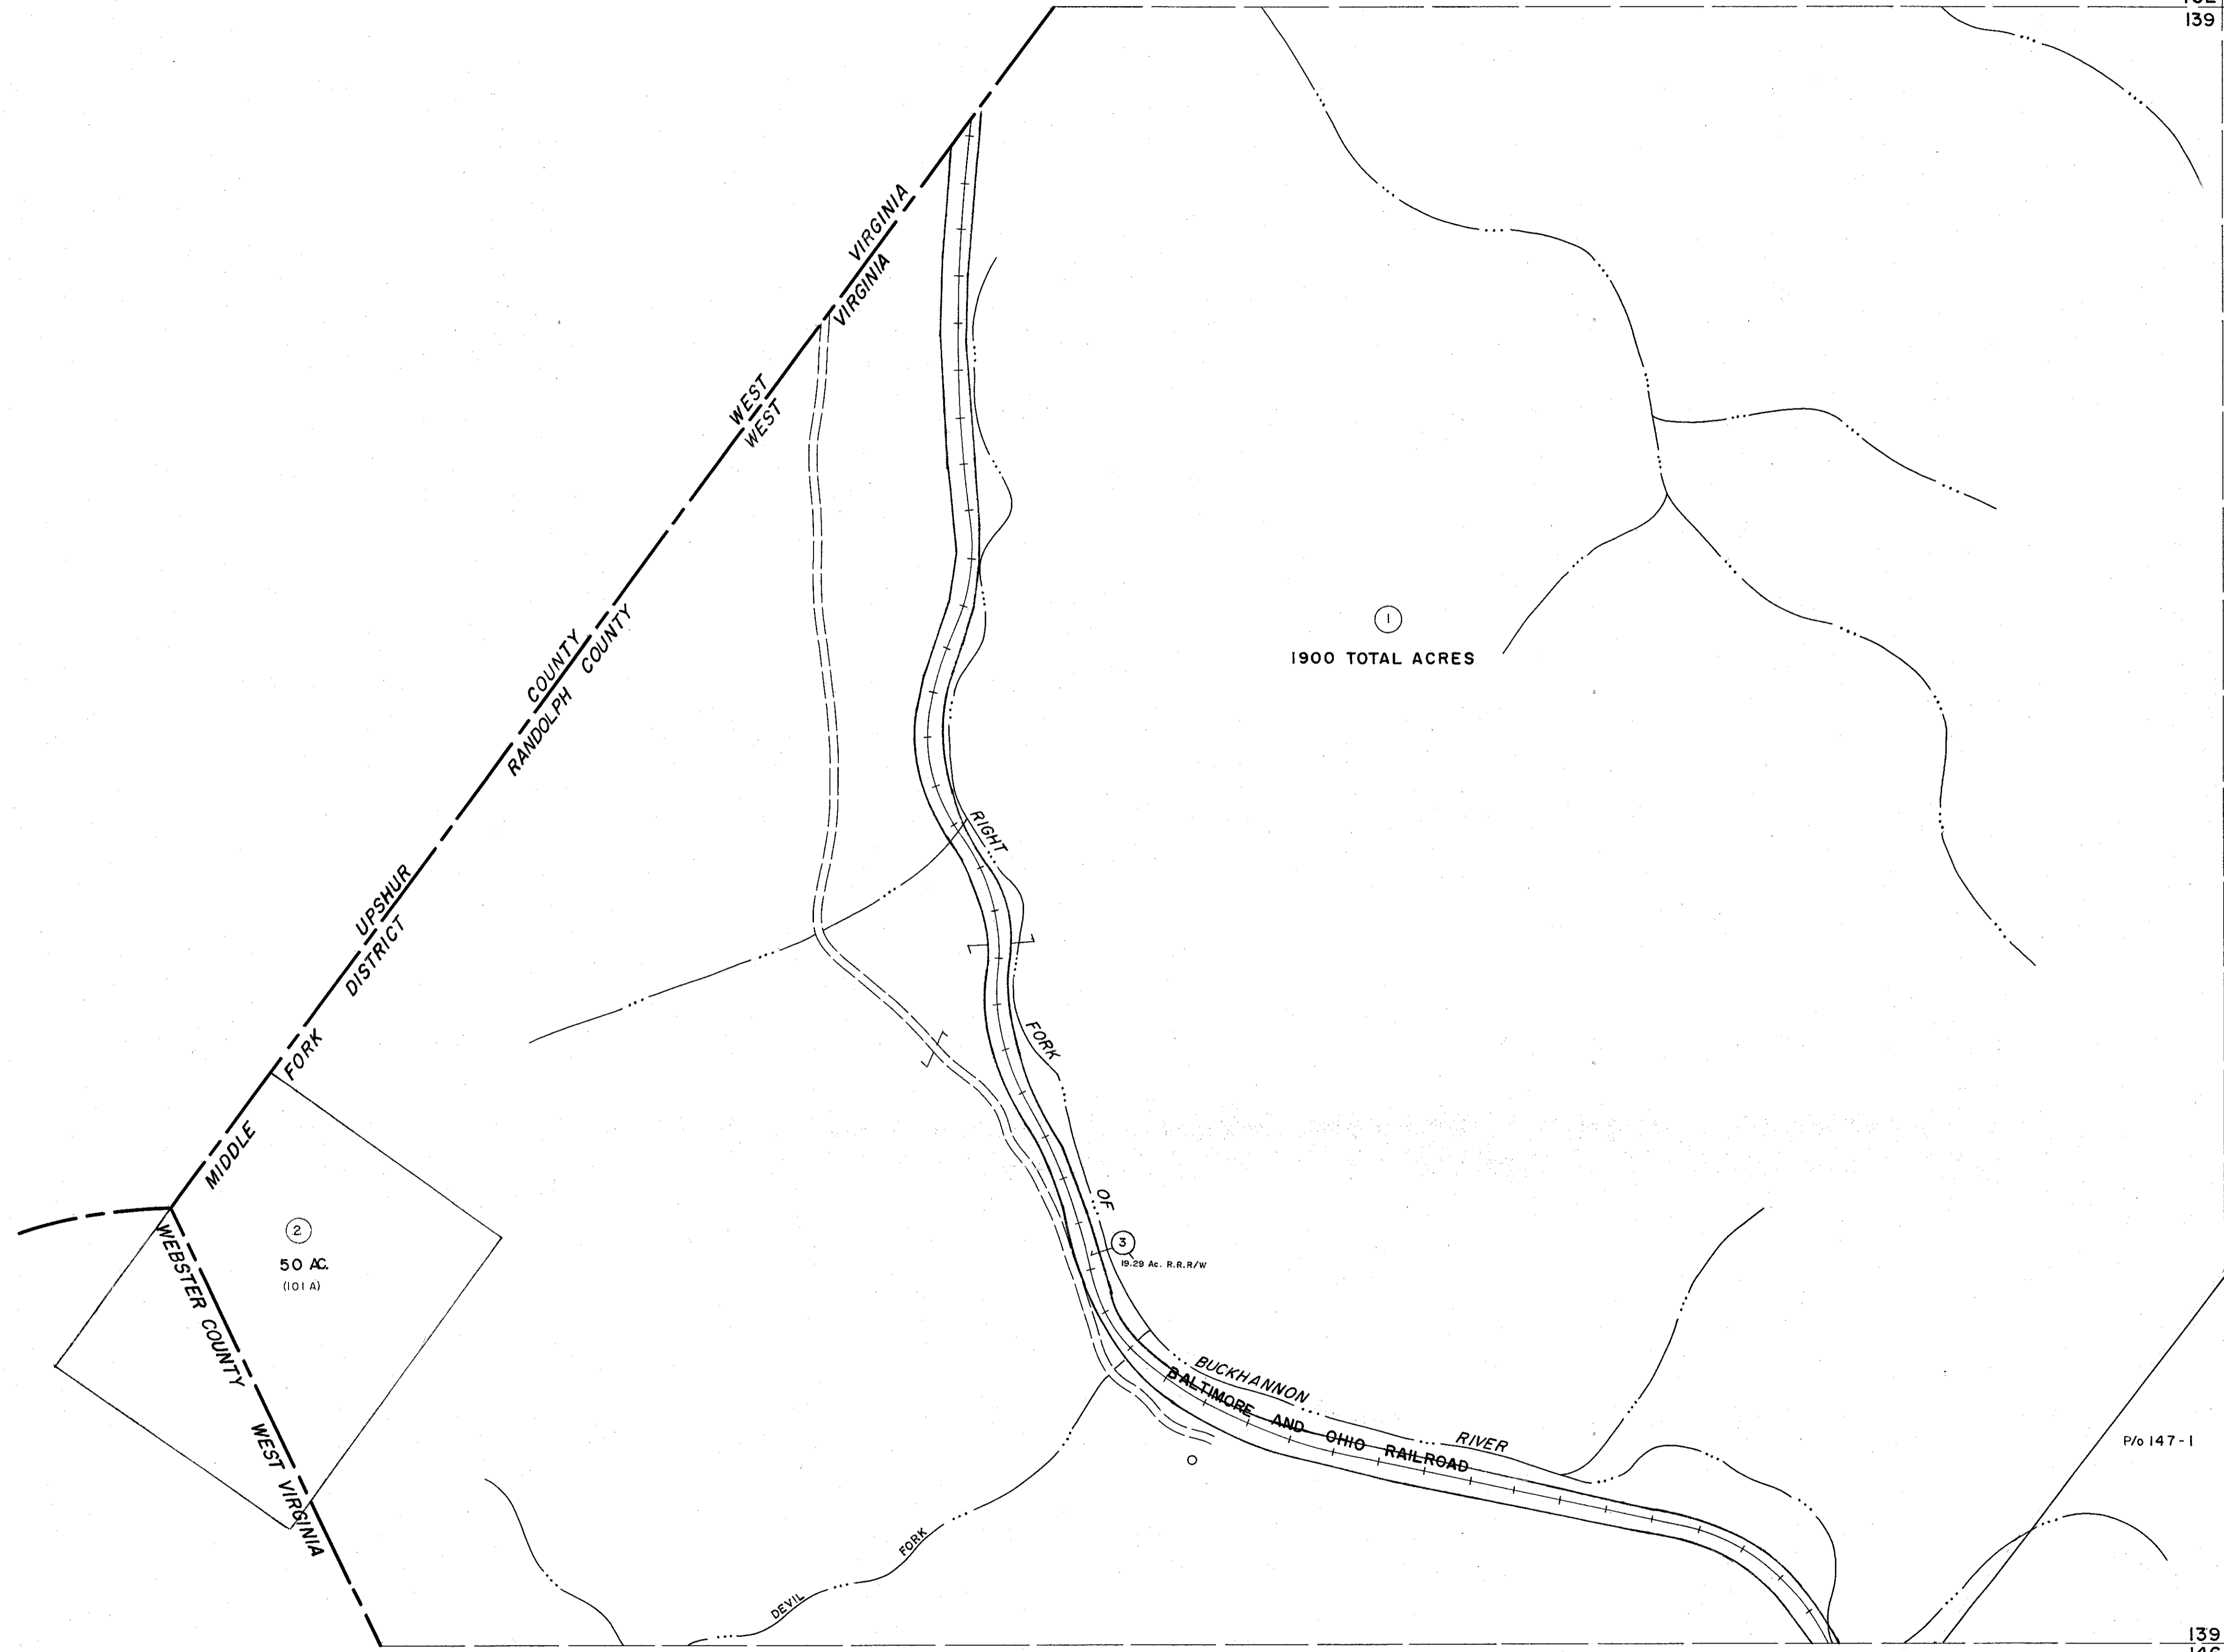 139
UPSHUR COUNTY WEST VIRGINIA
MIDDLE FORK DISTRICT RANDOLPH COUNTY WEST VIRGINIA
1
1900 TOTAL ACRES
RIGHT FORK OF BUCKHANNON RIVER
2
50 AC.
(101 A)
WEBSTER COUNTY WEST VIRGINIA
3
19.29 Ac. R.R.R/W
BALTIMORE AND OHIO RAILROAD
P/o 147-1
DEVIL FORK
139